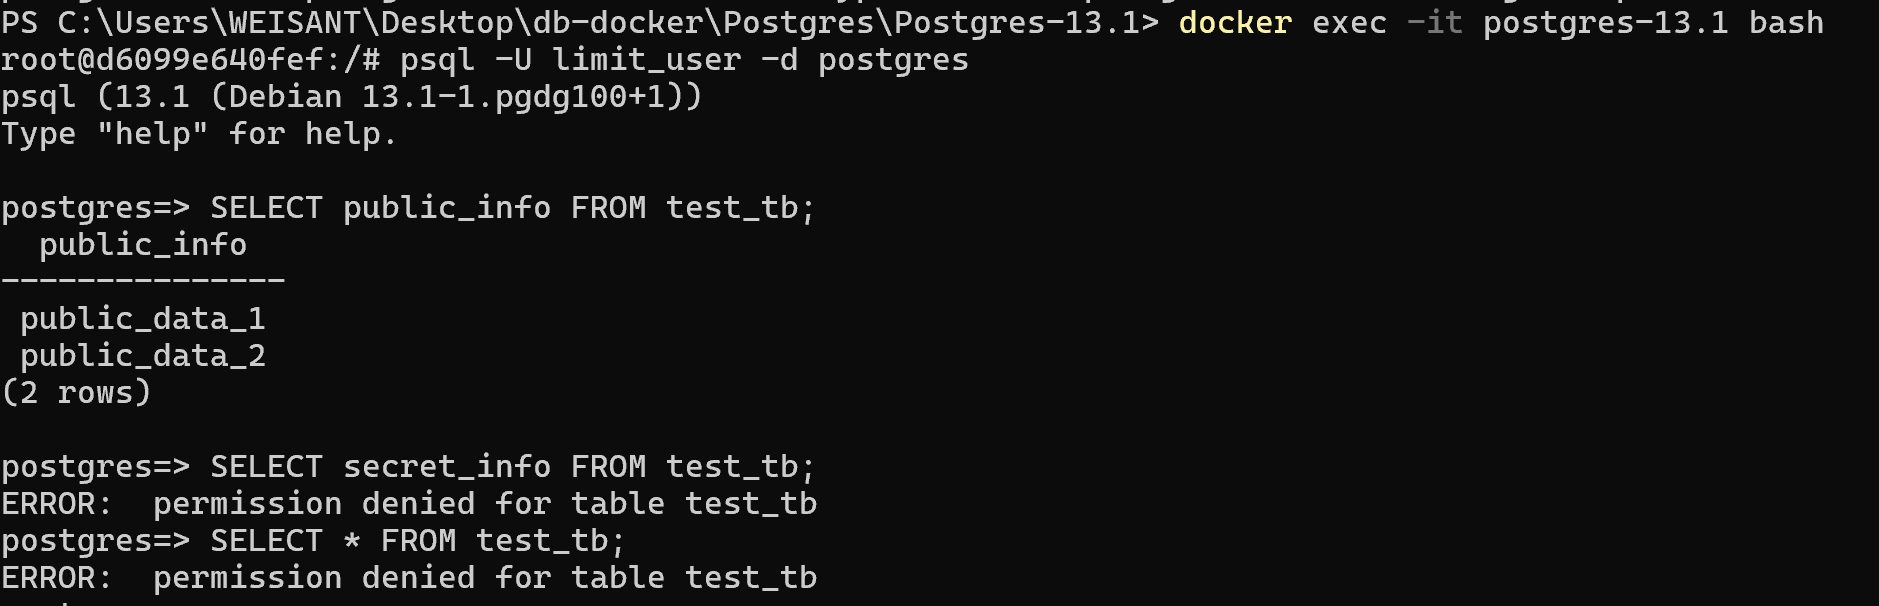 PS C:\Users\WEISANT\Desktop\db-docker\Postgres\Postgres-13.1> docker exec -it postgres-13.1 bash
root@d6099e640fef:/# psql -U limit_user -d postgres
psql (13.1 (Debian 13.1-1.pgdg100+1))
Type "help" for help.
postgres=> SELECT public_info FROM test_tb;
public_info
---------------
public_data_1
public_data_2
(2 rows)
postgres=> SELECT secret_info FROM test_tb;
ERROR:  permission denied for table test_tb
postgres=> SELECT * FROM test_tb;
ERROR:  permission denied for table test_tb